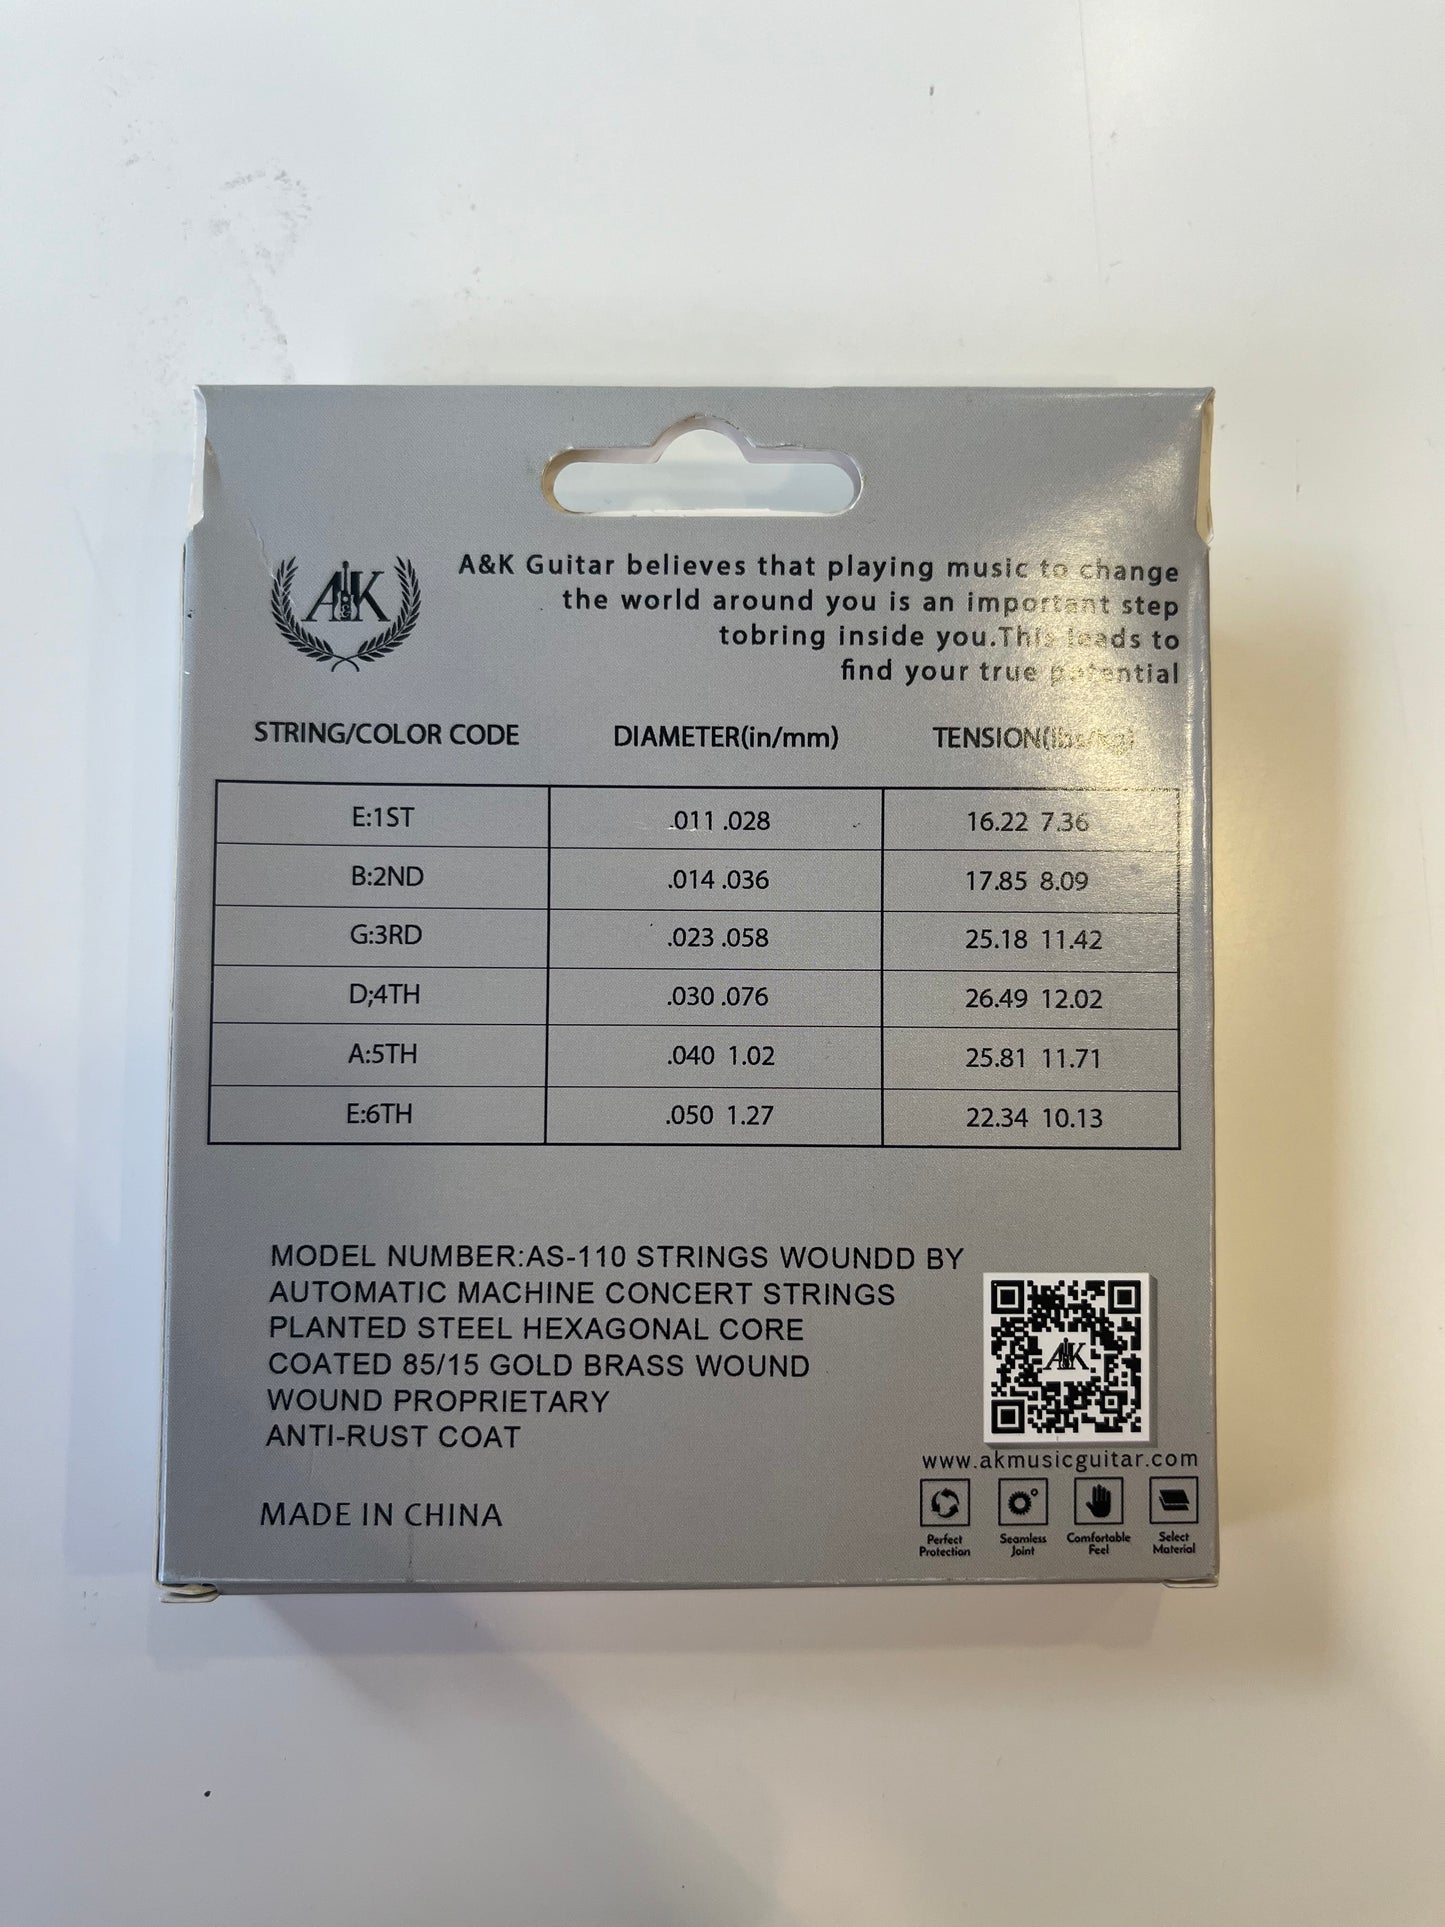 A&K
A&K Guitar believes that playing music to change
the world around you is an important step
tobring inside you.This leads to
find your true potential
STRING/COLOR CODE DIAMETER(in/mm) TENSION(lbs/kg)
E:1ST .011 .028 16.22 7.36
B:2ND .014 .036 17.85 8.09
G:3RD .023 .058 25.18 11.42
D;4TH .030 .076 26.49 12.02
A:5TH .040 1.02 25.81 11.71
E:6TH .050 1.27 22.34 10.13
MODEL NUMBER:AS-110 STRINGS WOUNDD BY
AUTOMATIC MACHINE CONCERT STRINGS
PLANTED STEEL HEXAGONAL CORE
COATED 85/15 GOLD BRASS WOUND
WOUND PROPRIETARY
ANTI-RUST COAT
MADE IN CHINA
A&K
www.akmusicguitar.com
Perfect Protection
Seamless Joint
Comfortable Feel
Select Material